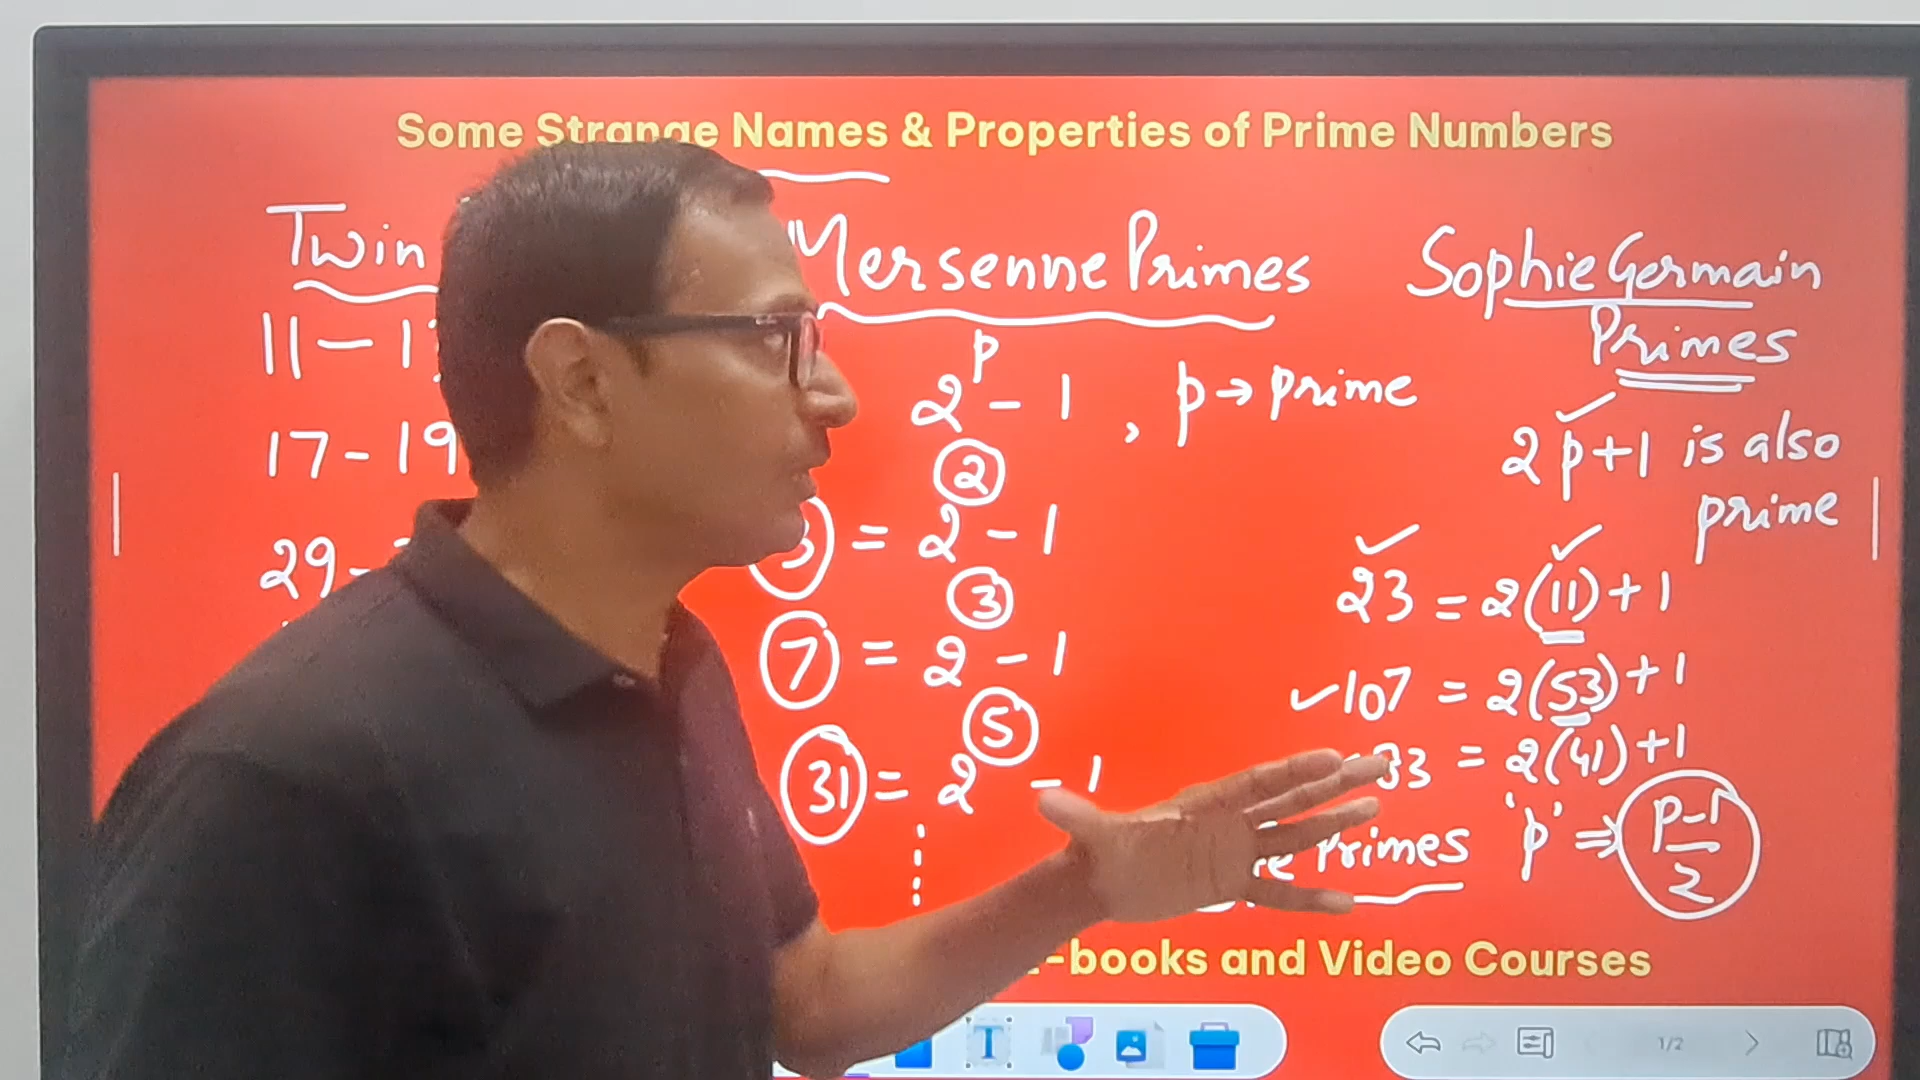 Some Strange Names & Properties of Prime Numbers
Twin
11 - 1
17 - 19
29 -
Mersenne Primes
2^p - 1 , p → prime
3 = 2^2 - 1
7 = 2^3 - 1
31 = 2^5 - 1
Sophie Germain
Primes
2p+1 is also
prime
23 = 2(11)+1
107 = 2(53)+1
83 = 2(41)+1
Primes 'p' ⇒ p-1/2
-books and Video Courses
T
1/2